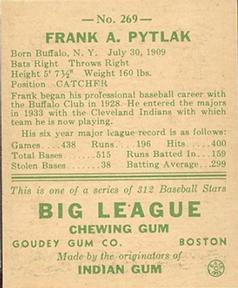 No. 269
FRANK A. PYTLAK
Born Buffalo, N. Y. July 30, 1909
Bats Right Throws Right
Height 5' 7½" Weight 160 lbs.
Position CATCHER
Frank began his professional baseball career with
the Buffalo Club in 1928. He entered the majors
in 1933 with the Cleveland Indians with which
team he is now playing.
His six year major league record is as follows:
Games 438 Runs 196 Hits 400
Total Bases 515 Runs Batted In 159
Stolen Bases 38 Batting Average .299
This is one of a series of 312 Baseball Stars
BIG LEAGUE
CHEWING GUM
GOUDEY GUM CO. BOSTON
Made by the originators of
INDIAN GUM